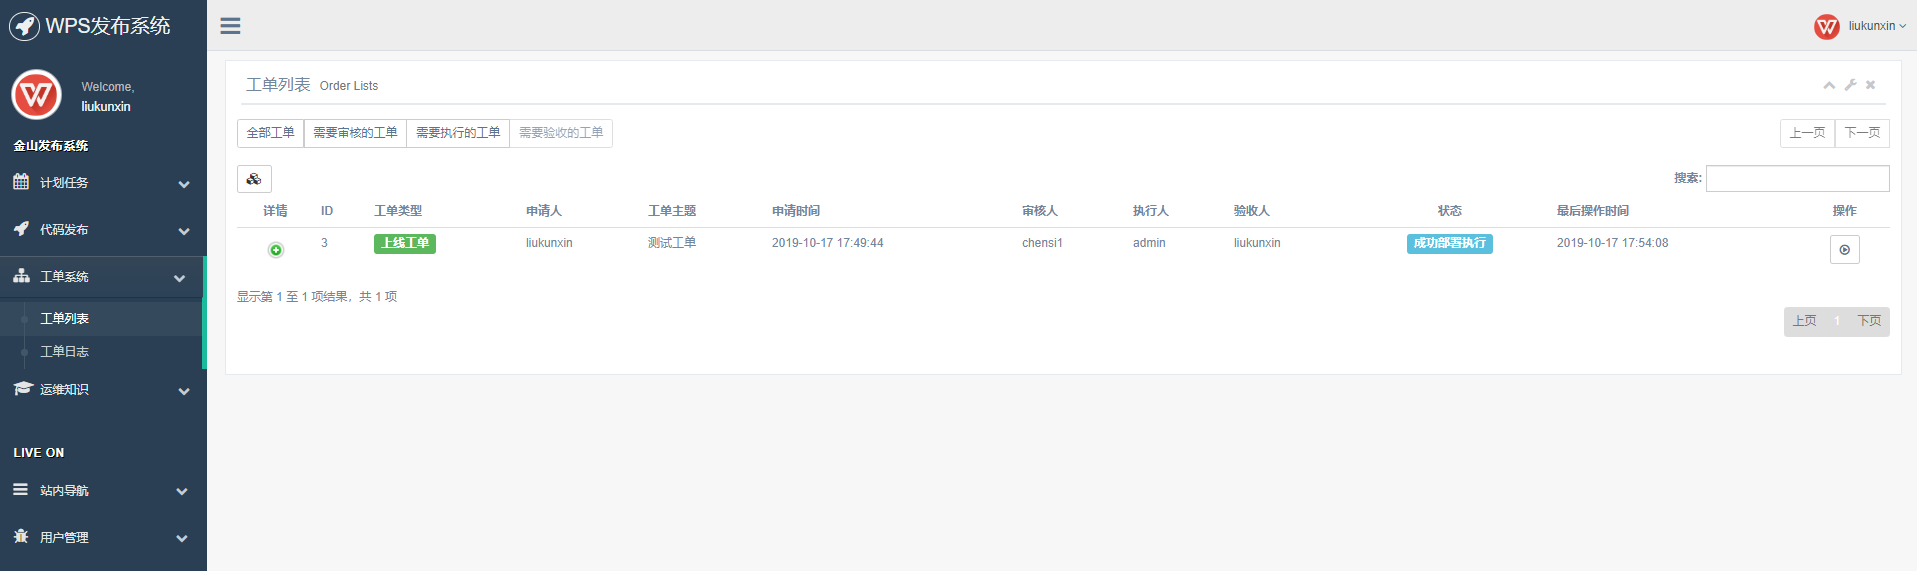 WPS发布系统
liukunxin
Welcome,
liukunxin
金山发布系统
计划任务
代码发布
工单系统
工单列表
工单日志
运维知识
LIVE ON
站内导航
用户管理
工单列表 Order Lists
全部工单 需要审核的工单 需要执行的工单 需要验收的工单 上一页 下一页
搜索:
详情 ID 工单类型 申请人 工单主题 申请时间 审核人 执行人 验收人 状态 最后操作时间 操作
3 上线工单 liukunxin 测试工单 2019-10-17 17:49:44 chensi1 admin liukunxin 成功部署执行 2019-10-17 17:54:08
显示第 1 至 1 项结果，共 1 项
上页 1 下页